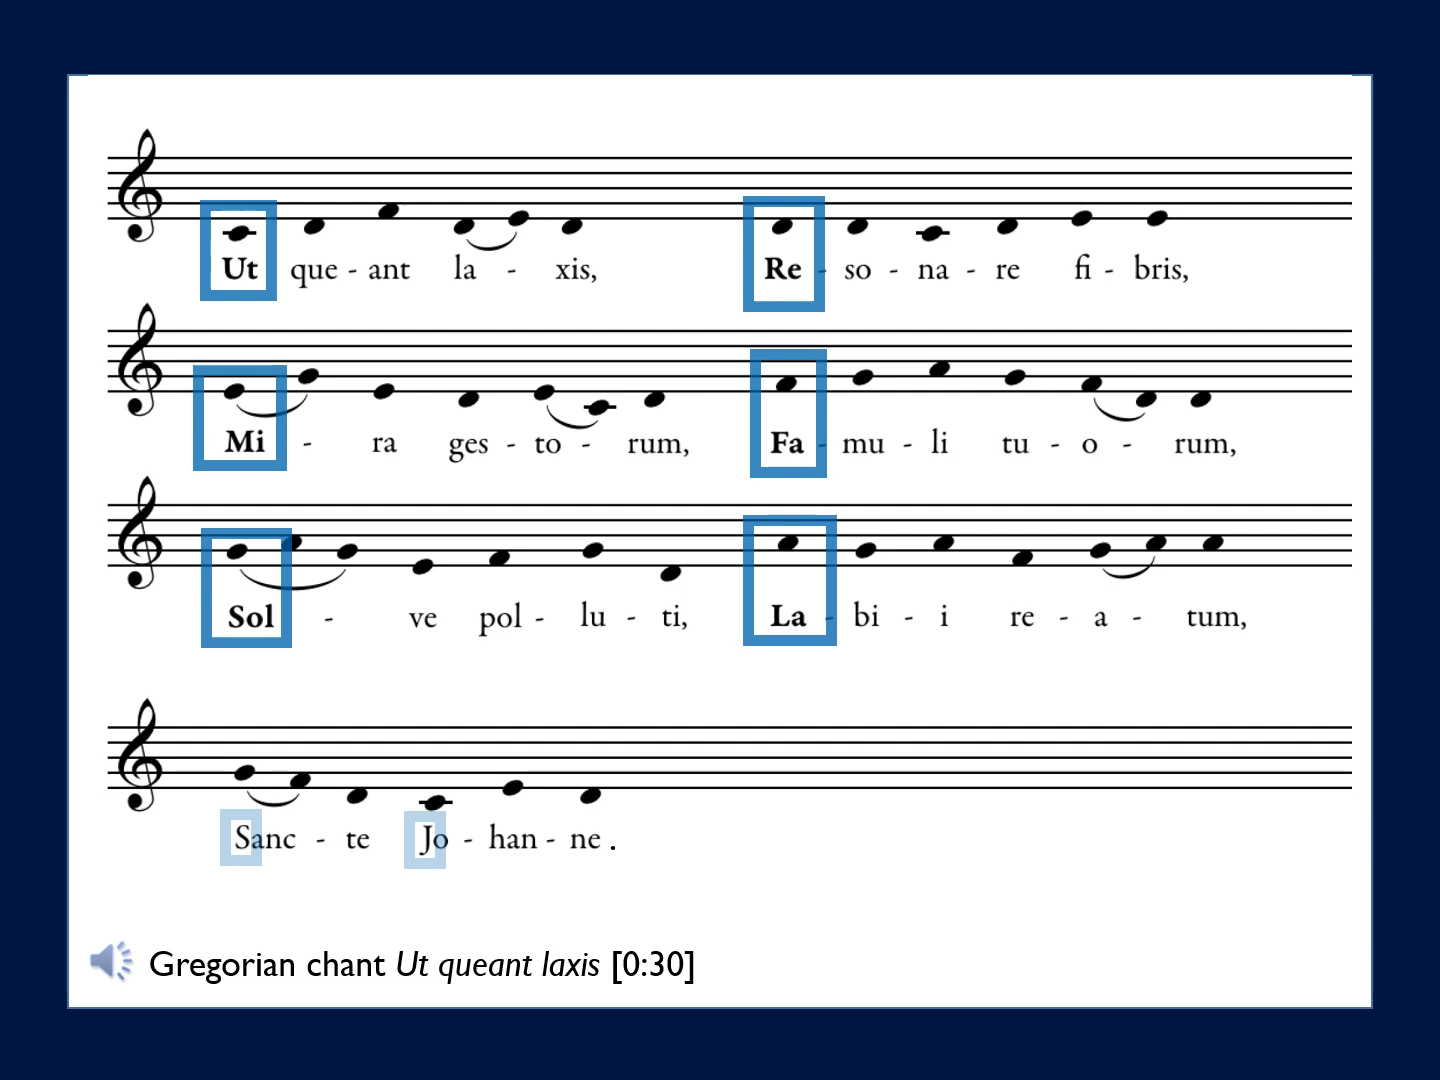 Ut que - ant la - xis, Re - so - na - re fi - bris,
Mi - ra ges - to - rum, Fa - mu - li tu - o - rum,
Sol - ve pol - lu - ti, La - bi - i re - a - tum,
Sanc - te Jo - han - ne .
Gregorian chant Ut queant laxis [0:30]